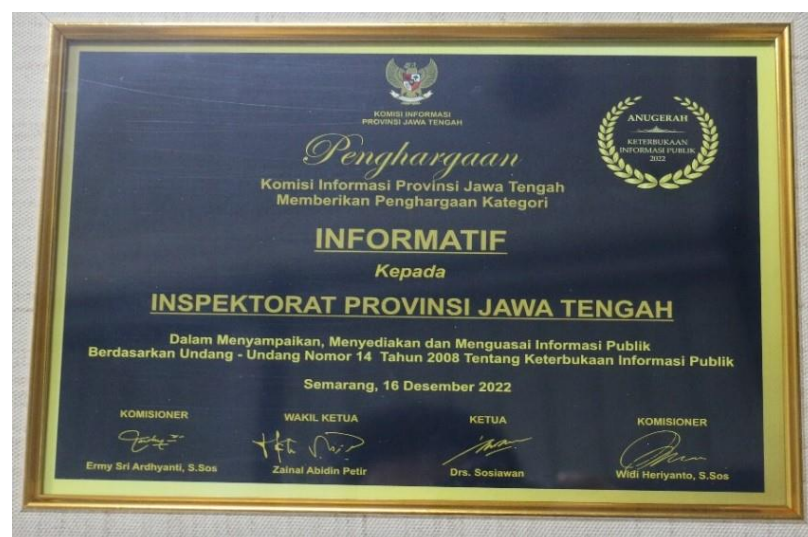 KOMISI INFORMASI
PROVINSI JAWA TENGAH
ANUGERAH
KETERBUKAAN
INFORMASI PUBLIK
2022
Penghargaan
Komisi Informasi Provinsi Jawa Tengah
Memberikan Penghargaan Kategori
INFORMATIF
Kepada
INSPEKTORAT PROVINSI JAWA TENGAH
Dalam Menyampaikan, Menyediakan dan Menguasai Informasi Publik
Berdasarkan Undang - Undang Nomor 14 Tahun 2008 Tentang Keterbukaan Informasi Publik
Semarang, 16 Desember 2022
KOMISIONER
WAKIL KETUA
KETUA
KOMISIONER
Ermy Sri Ardhyanti, S.Sos
Zainal Abidin Petir
Drs. Sosiawan
Widi Heriyanto, S.Sos